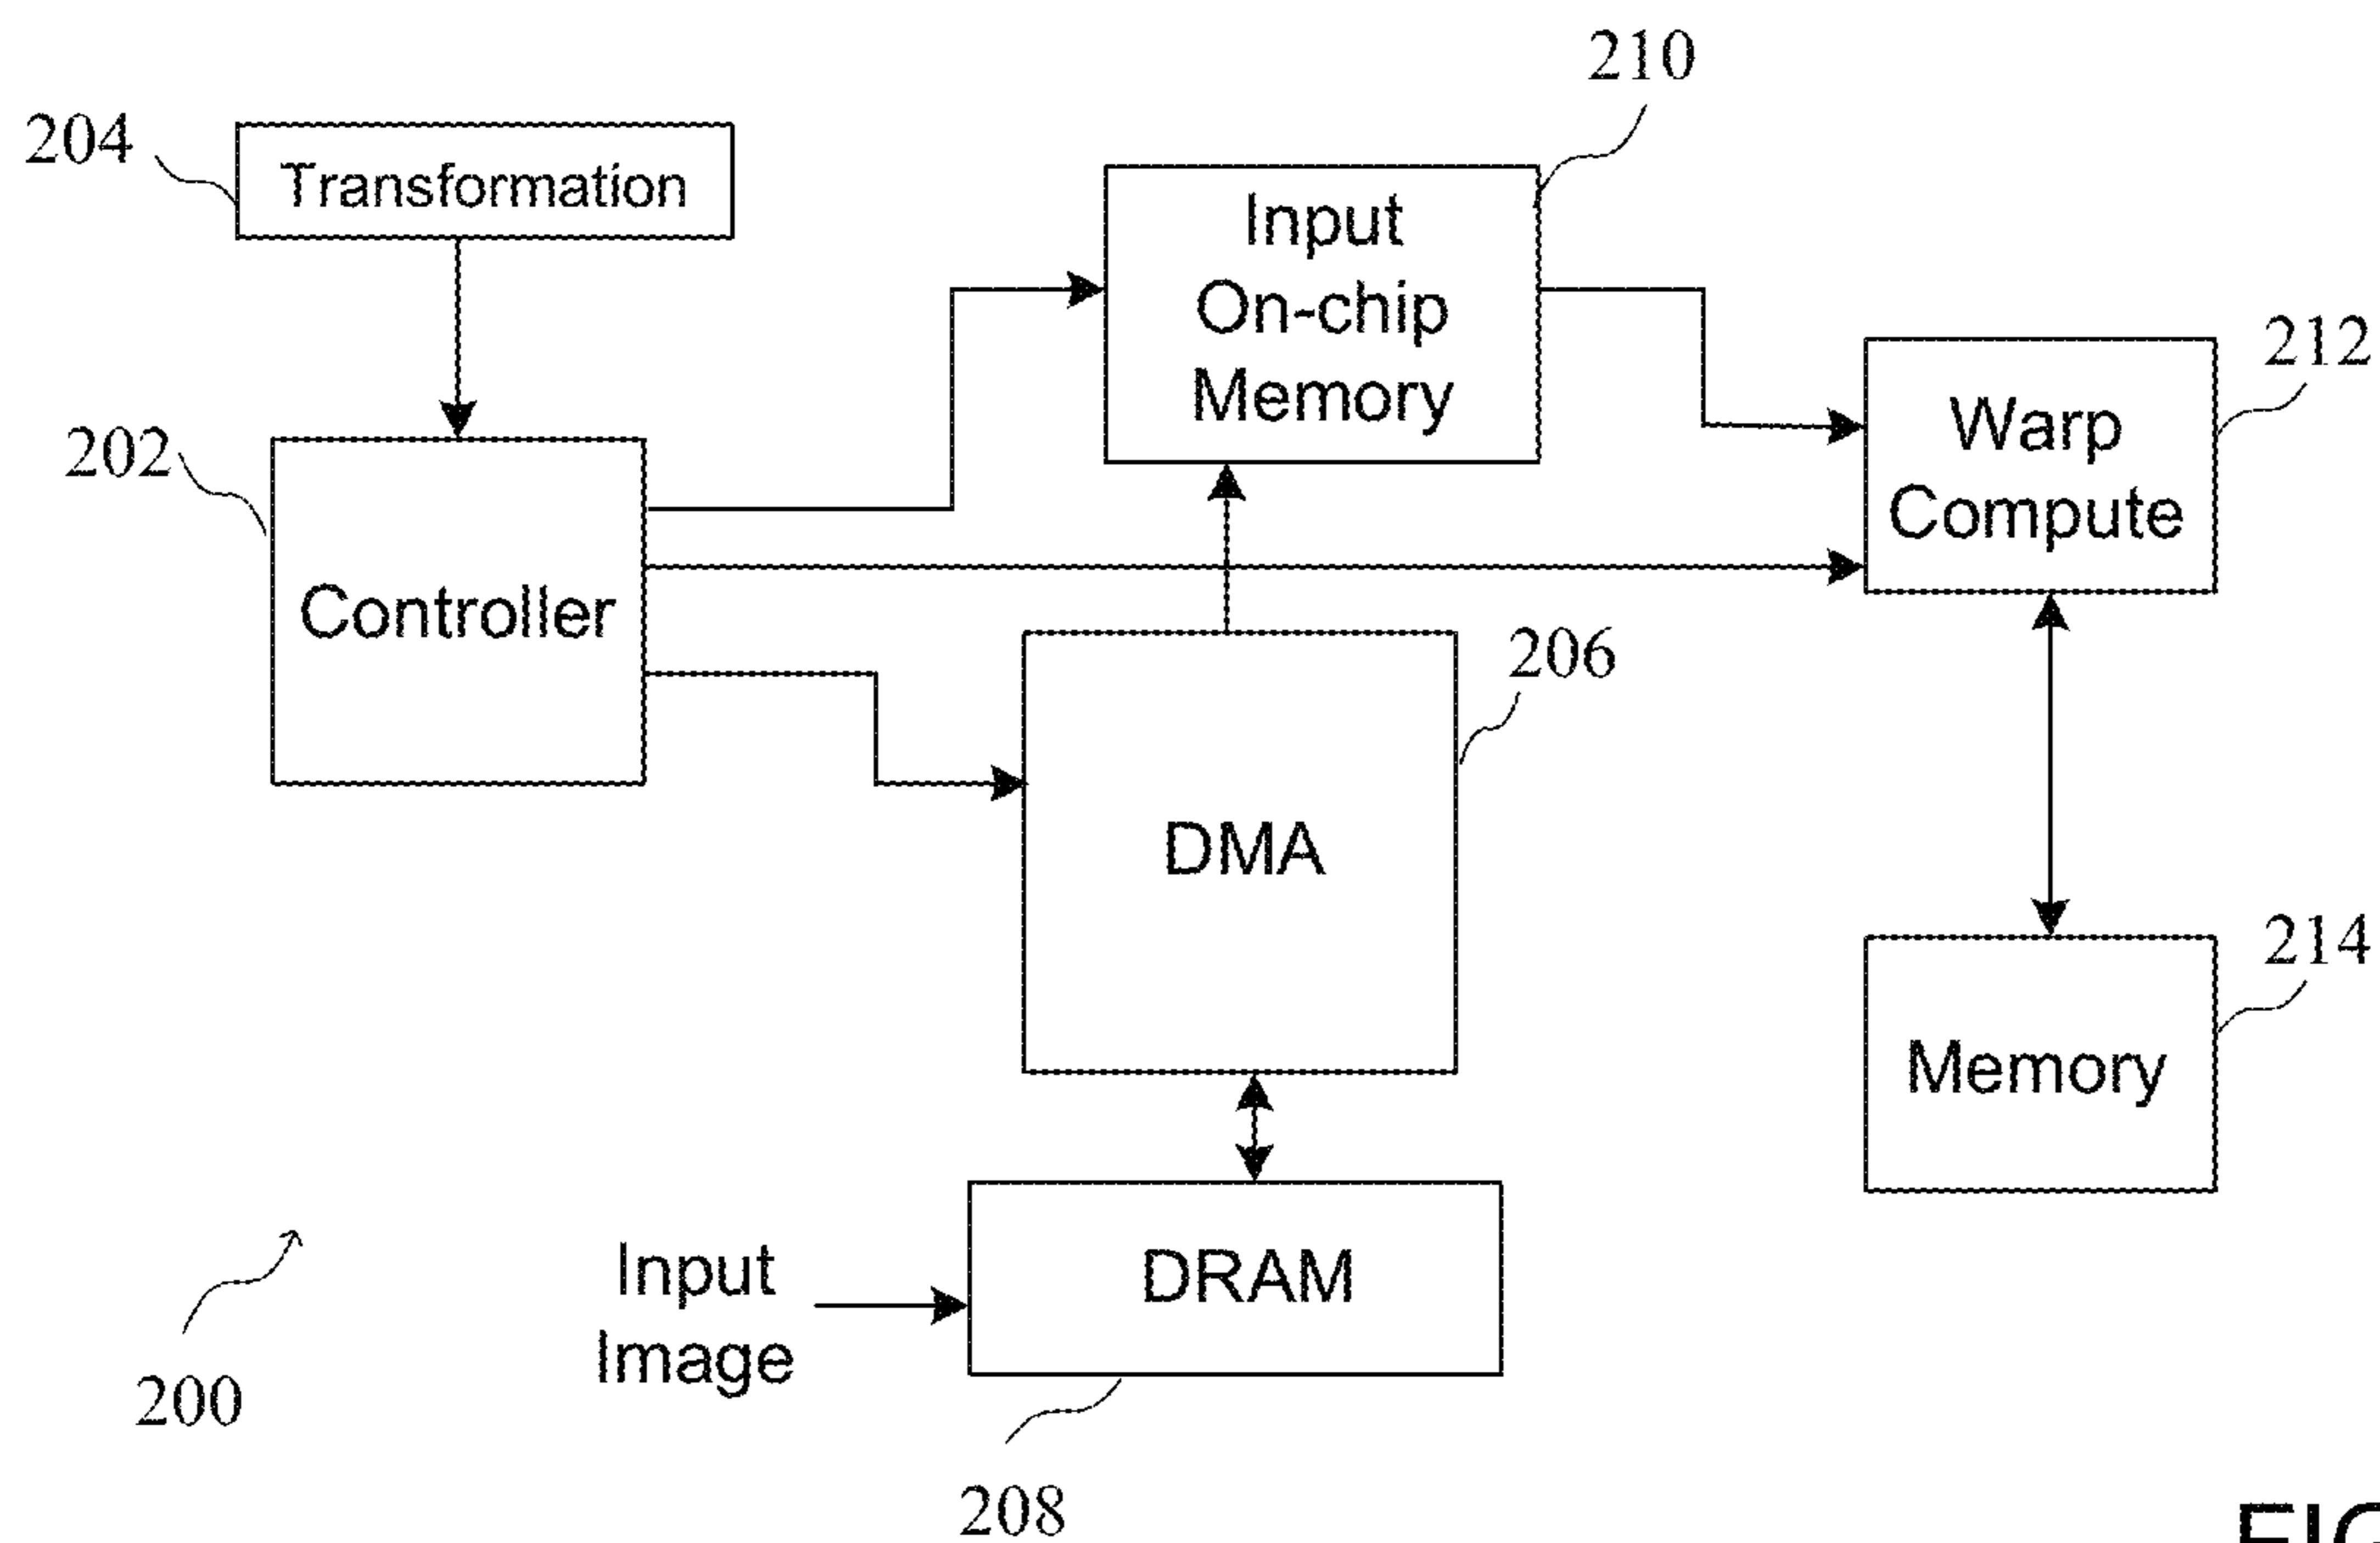 210
204
Transformation
Input
On-chip
Memory
212
Warp
Compute
202
Controller
206
DMA
214
Memory
Input
Image
DRAM
200
208